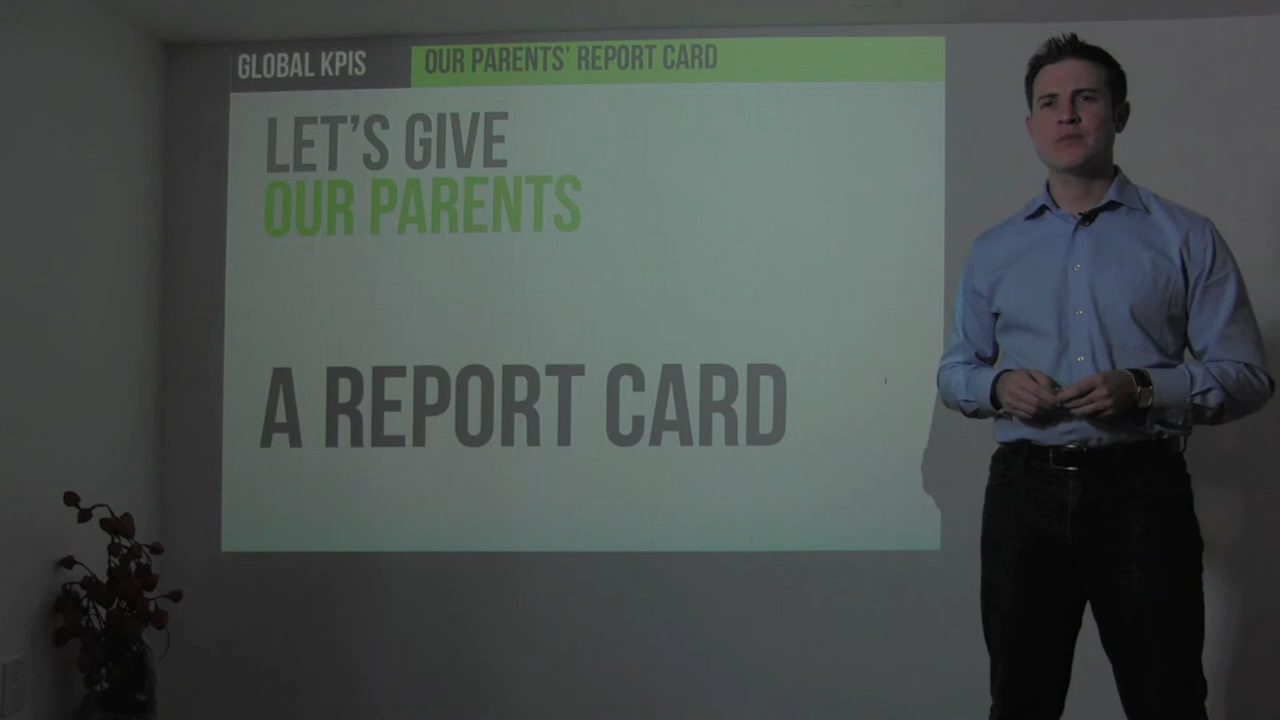 GLOBAL KPIS
OUR PARENTS' REPORT CARD
LET'S GIVE
OUR PARENTS
A REPORT CARD